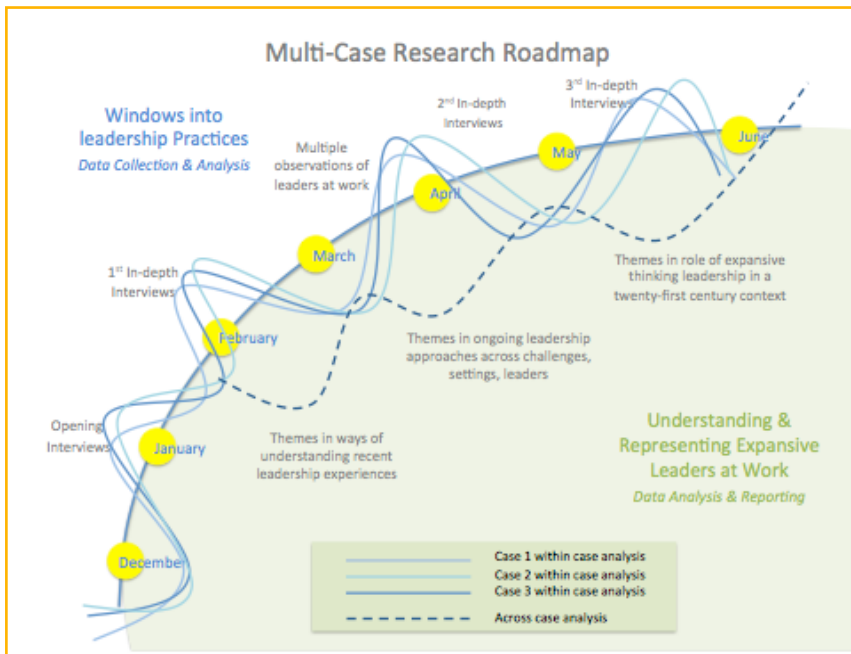 Multi-Case Research Roadmap
Windows into
leadership Practices
Data Collection & Analysis
3rd In-depth
Interviews
2nd In-depth
Interviews
Multiple
observations of
leaders at work
1st In-depth
Interviews
Opening
Interviews
June
May
April
March
February
January
December
Themes in role of expansive
thinking leadership in a
twenty-first century context
Themes in ongoing leadership
approaches across challenges,
settings, leaders
Themes in ways of
understanding recent
leadership experiences
Understanding &
Representing Expansive
Leaders at Work
Data Analysis & Reporting
Case 1 within case analysis
Case 2 within case analysis
Case 3 within case analysis
Across case analysis